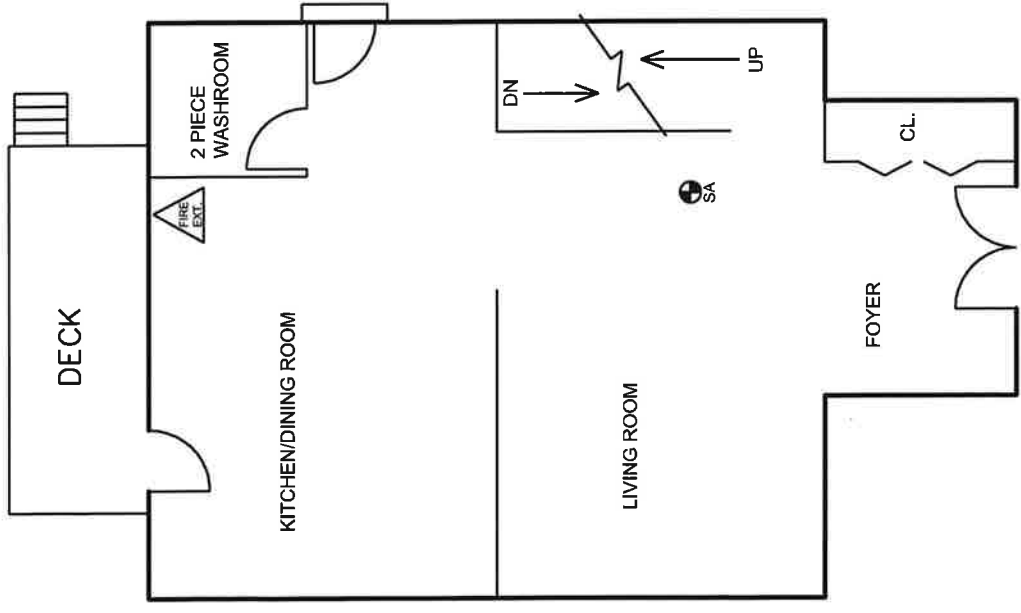 DECK
2 PIECE
WASHROOM
FIRE
EXT.
KITCHEN/DINING ROOM
DN
UP
SA
LIVING ROOM
CL.
FOYER